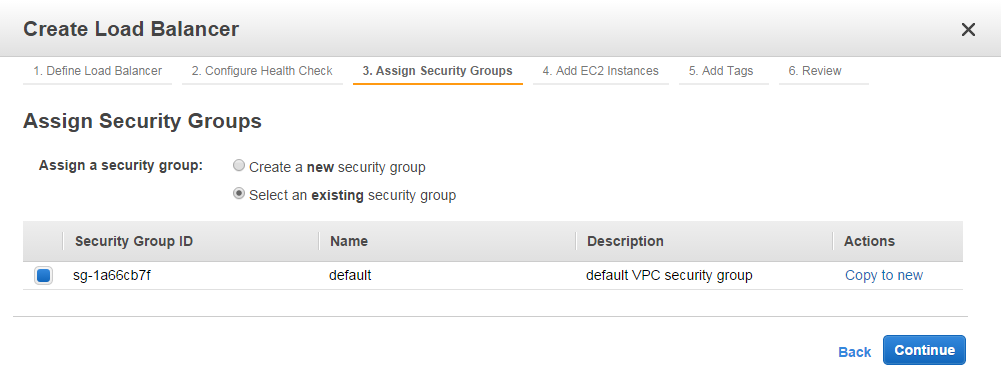 Create Load Balancer
1. Define Load Balancer 2. Configure Health Check 3. Assign Security Groups 4. Add EC2 Instances 5. Add Tags 6. Review
Assign Security Groups
Assign a security group: Create a new security group
Select an existing security group
Security Group ID Name Description Actions
sg-1a66cb7f default default VPC security group Copy to new
Back Continue